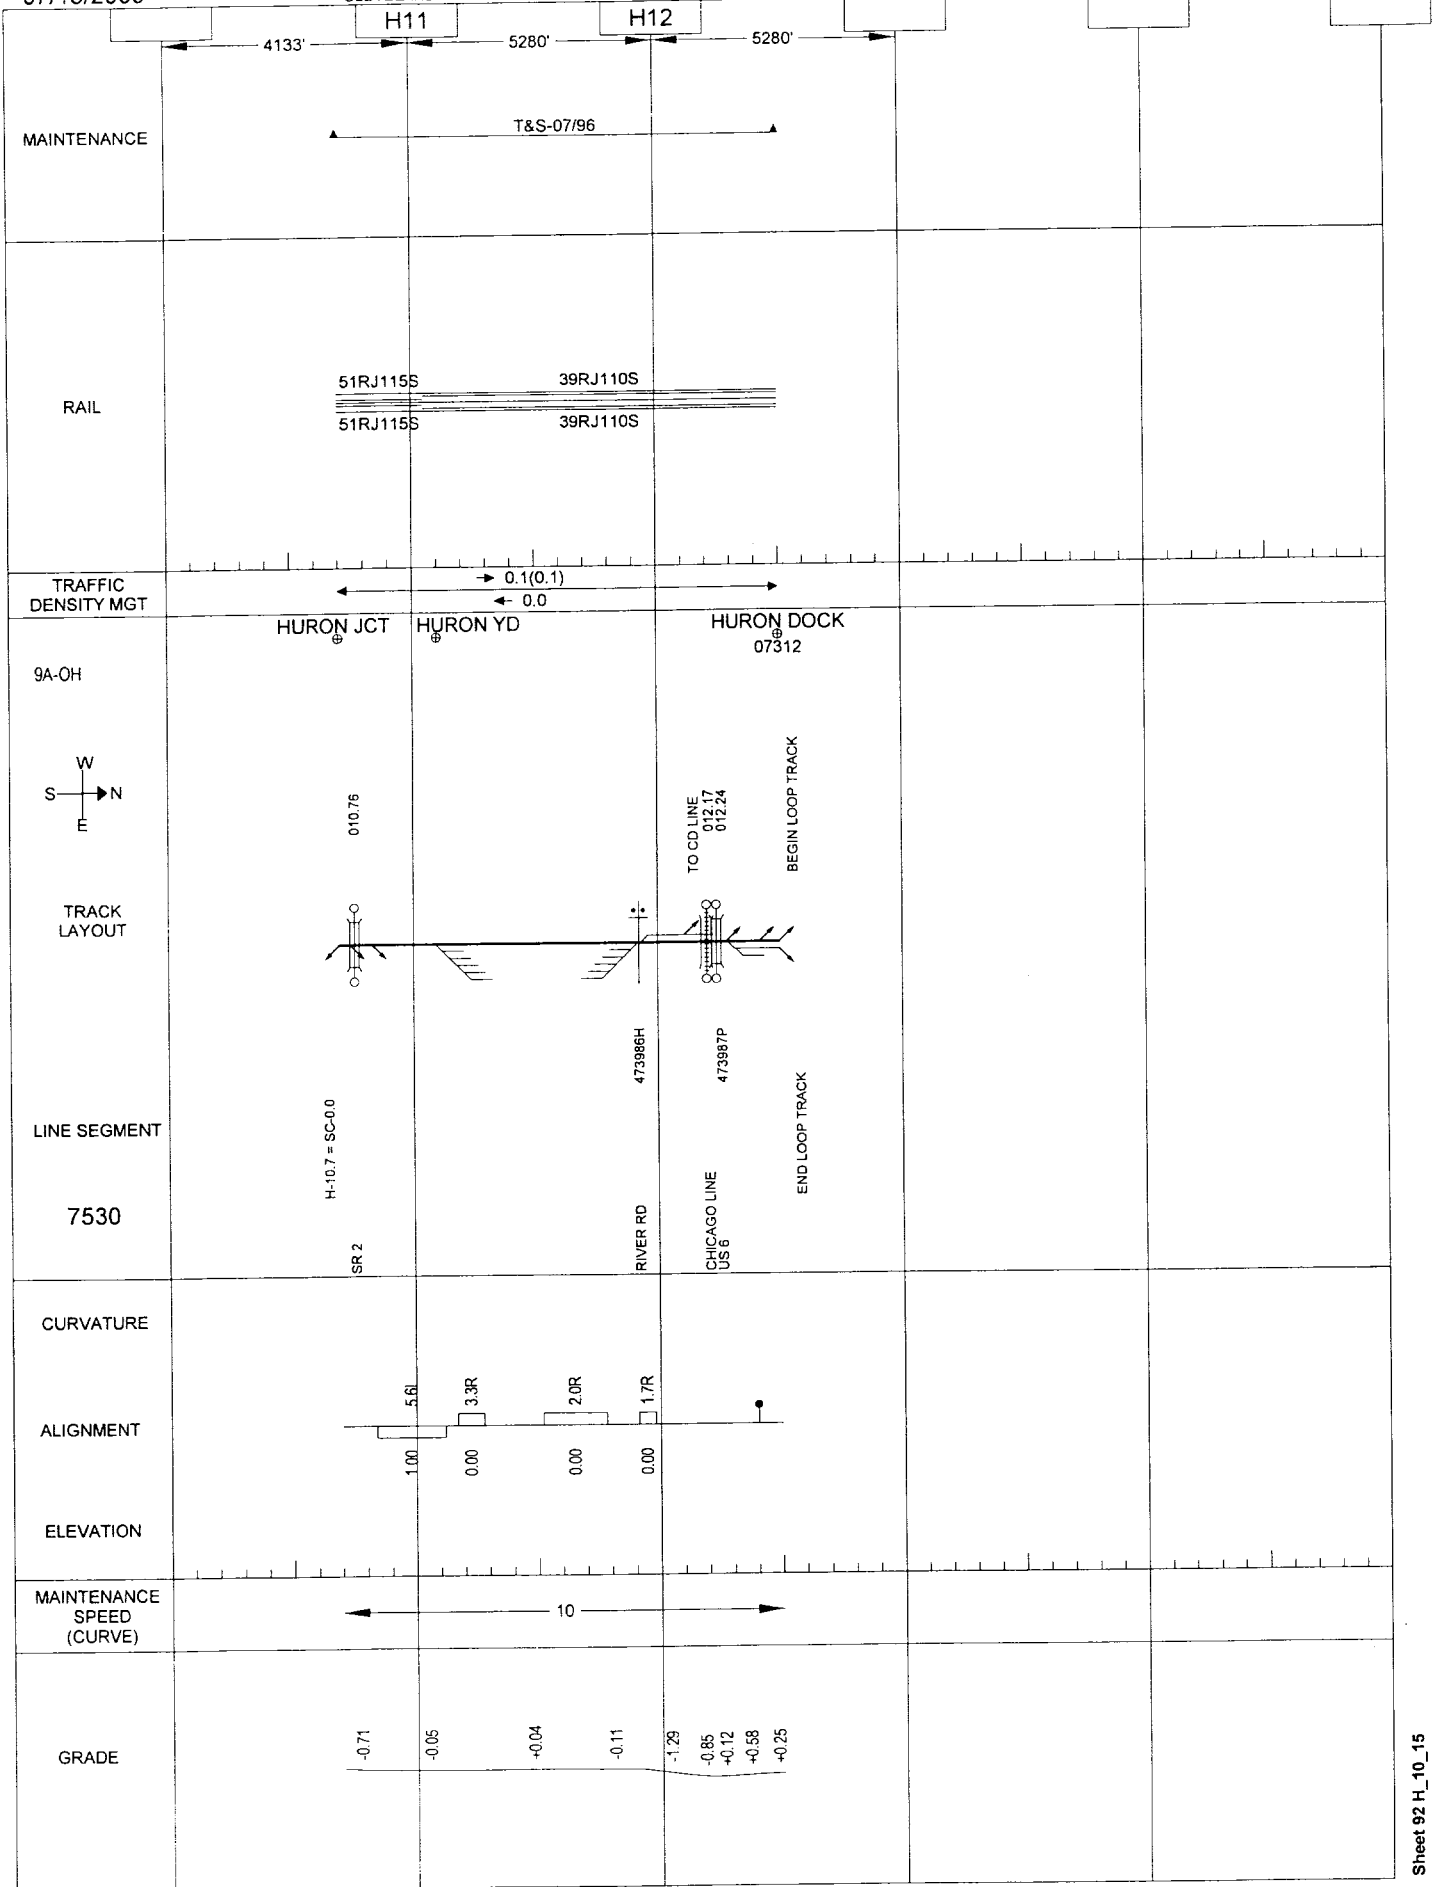 H11
H12
4133'
5280'
5280'
MAINTENANCE
T&S-07/96
RAIL
51RJ115S
39RJ110S
51RJ115S
39RJ110S
TRAFFIC
DENSITY MGT
0.1(0.1)
0.0
HURON JCT
HURON YD
HURON DOCK
07312
9A-OH
W
S
N
E
010.76
TO CD LINE
012.17
012.24
BEGIN LOOP TRACK
TRACK
LAYOUT
LINE SEGMENT
7530
H-10.7 = SC-0.0
SR 2
473986H
RIVER RD
473987P
CHICAGO LINE
US 6
END LOOP TRACK
CURVATURE
5.6
3.3R
2.0R
1.7R
ALIGNMENT
1.00
0.00
0.00
0.00
ELEVATION
MAINTENANCE
SPEED
(CURVE)
10
GRADE
-0.71
-0.05
+0.04
-0.11
-1.29
-0.85
+0.12
+0.58
+0.25
Sheet 92 H_10_15